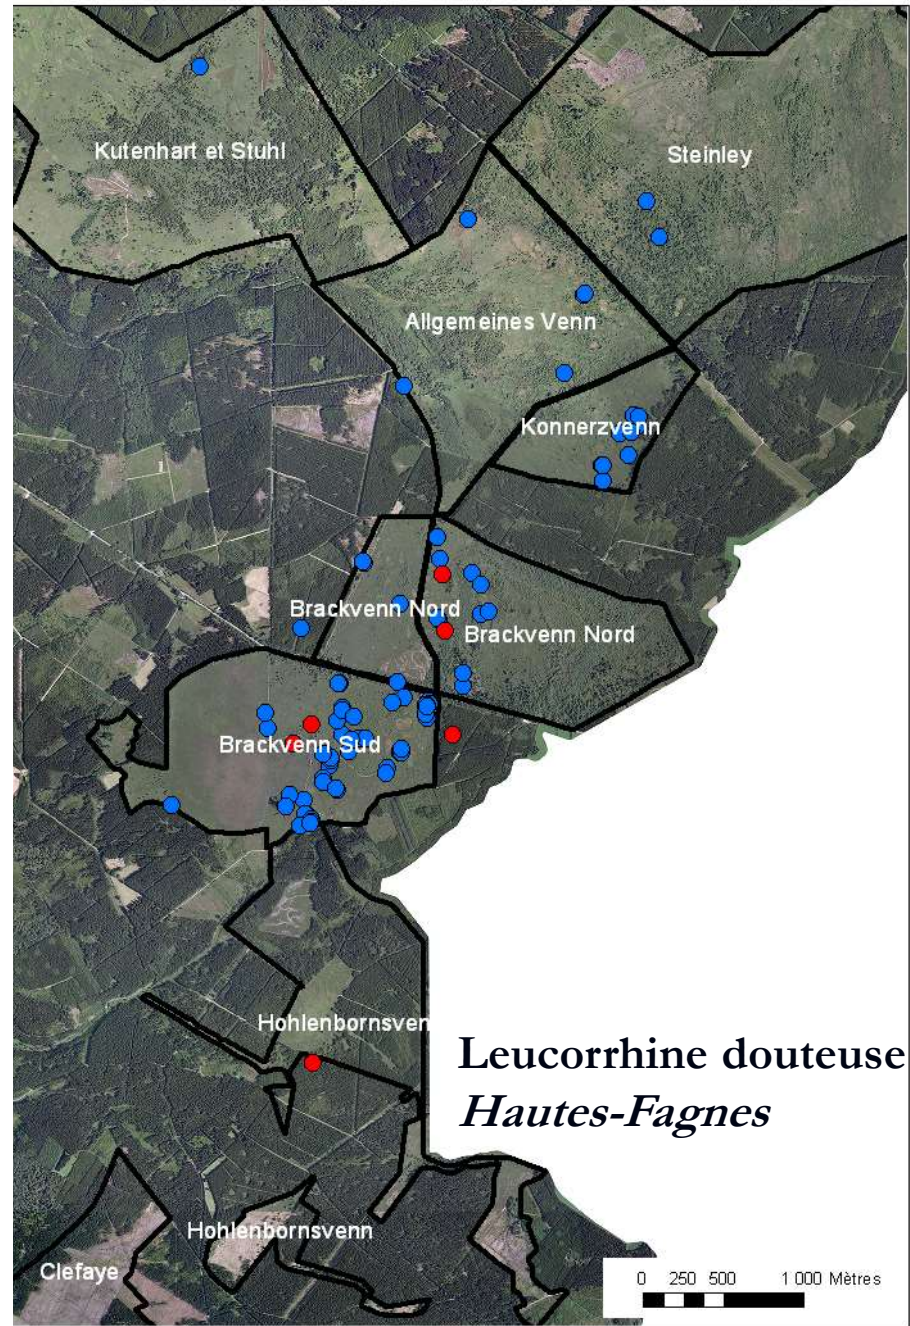 Kutenhart et Stuhl
Steinley
Allgemeines Venn
Konnerzvenn
Brackvenn Nord
Brackvenn Nord
Brackvenn Sud
Hohlenbornsven
Leucorrhine douteuse
Hautes-Fagnes
Hohlenbornsvenn
Clefaye
0 250 500 1 000 Mètres